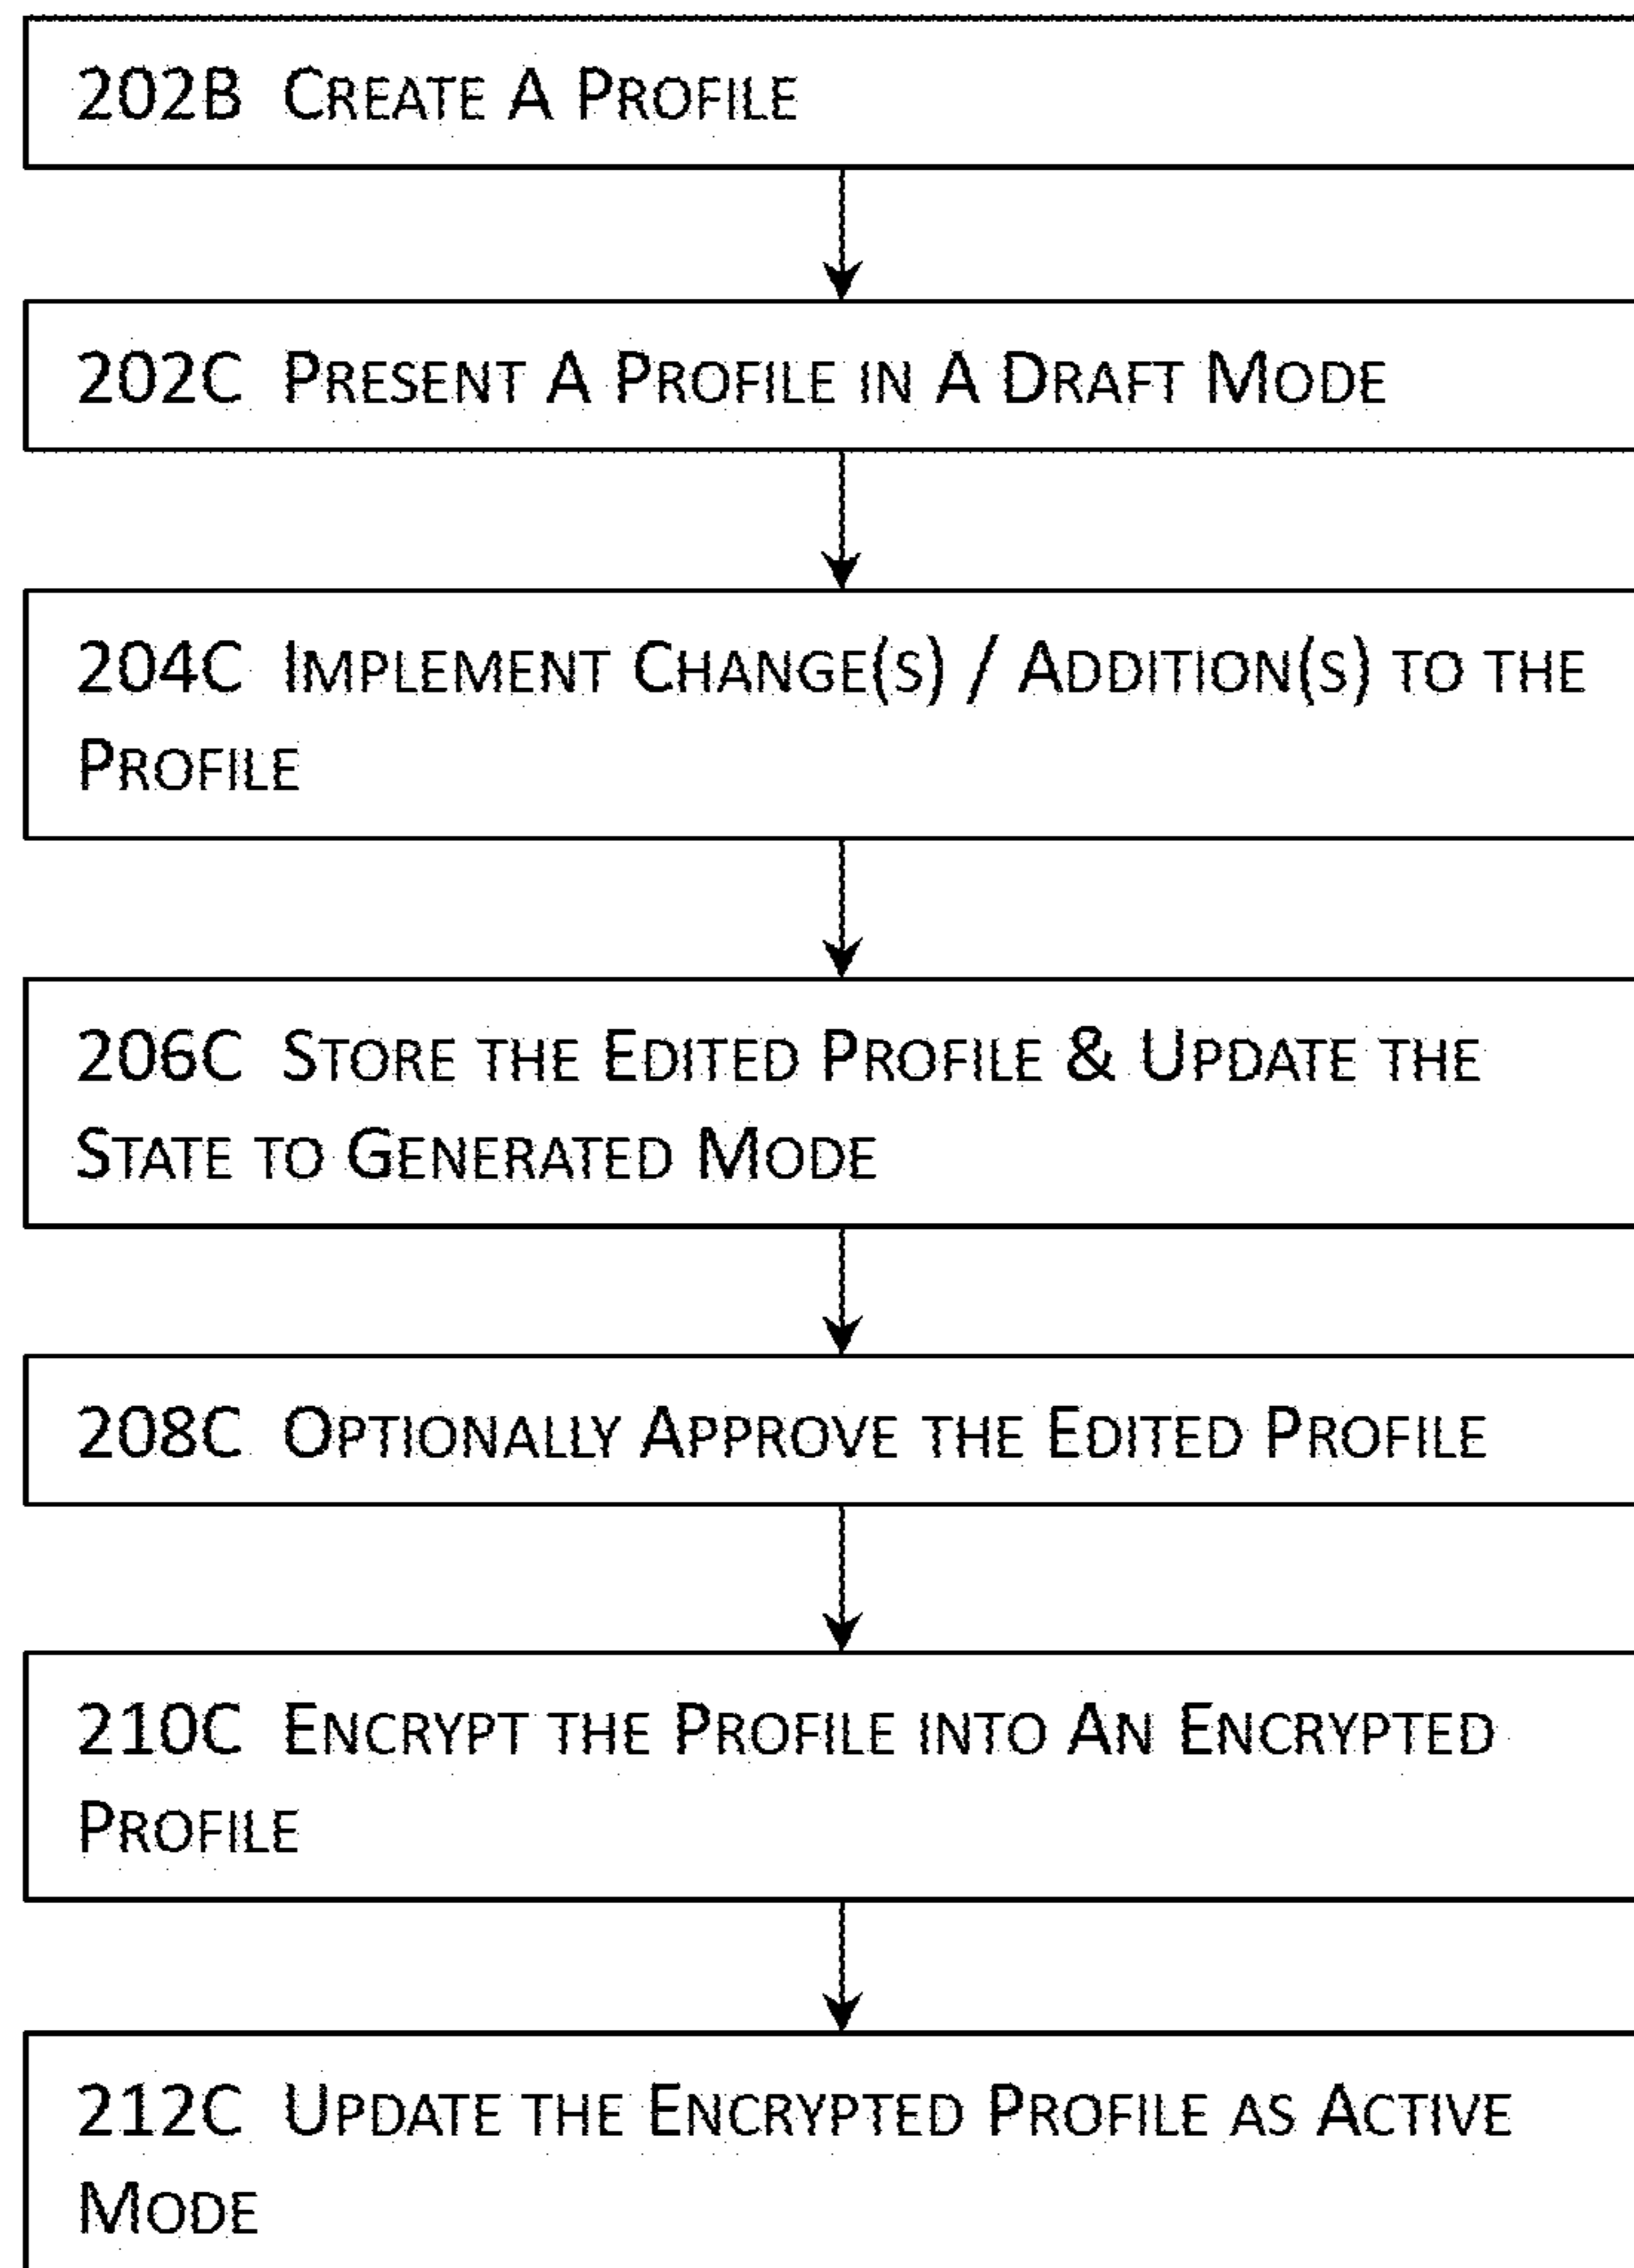 202B Create A Profile
202C Present A Profile in A Draft Mode
204C Implement Change(s) / Addition(s) to the
Profile
206C Store the Edited Profile & Update the
State to Generated Mode
208C Optionally Approve the Edited Profile
210C Encrypt the Profile into An Encrypted
Profile
212C Update the Encrypted Profile as Active
Mode